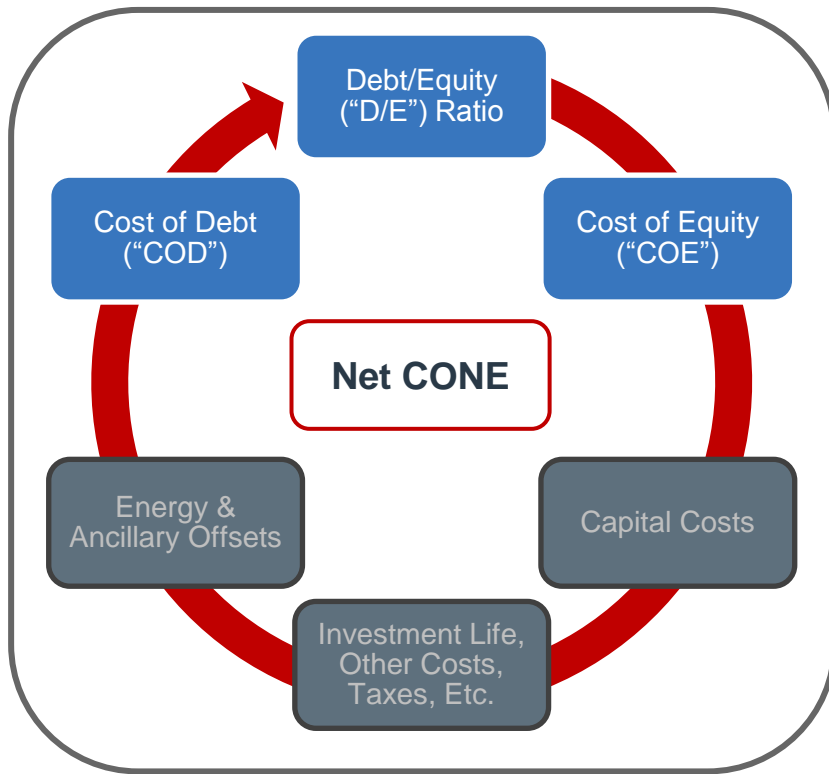 Debt/Equity
(“D/E”) Ratio
Cost of Debt
(“COD”)
Cost of Equity
(“COE”)
Net CONE
Energy &
Ancillary Offsets
Capital Costs
Investment Life,
Other Costs,
Taxes, Etc.